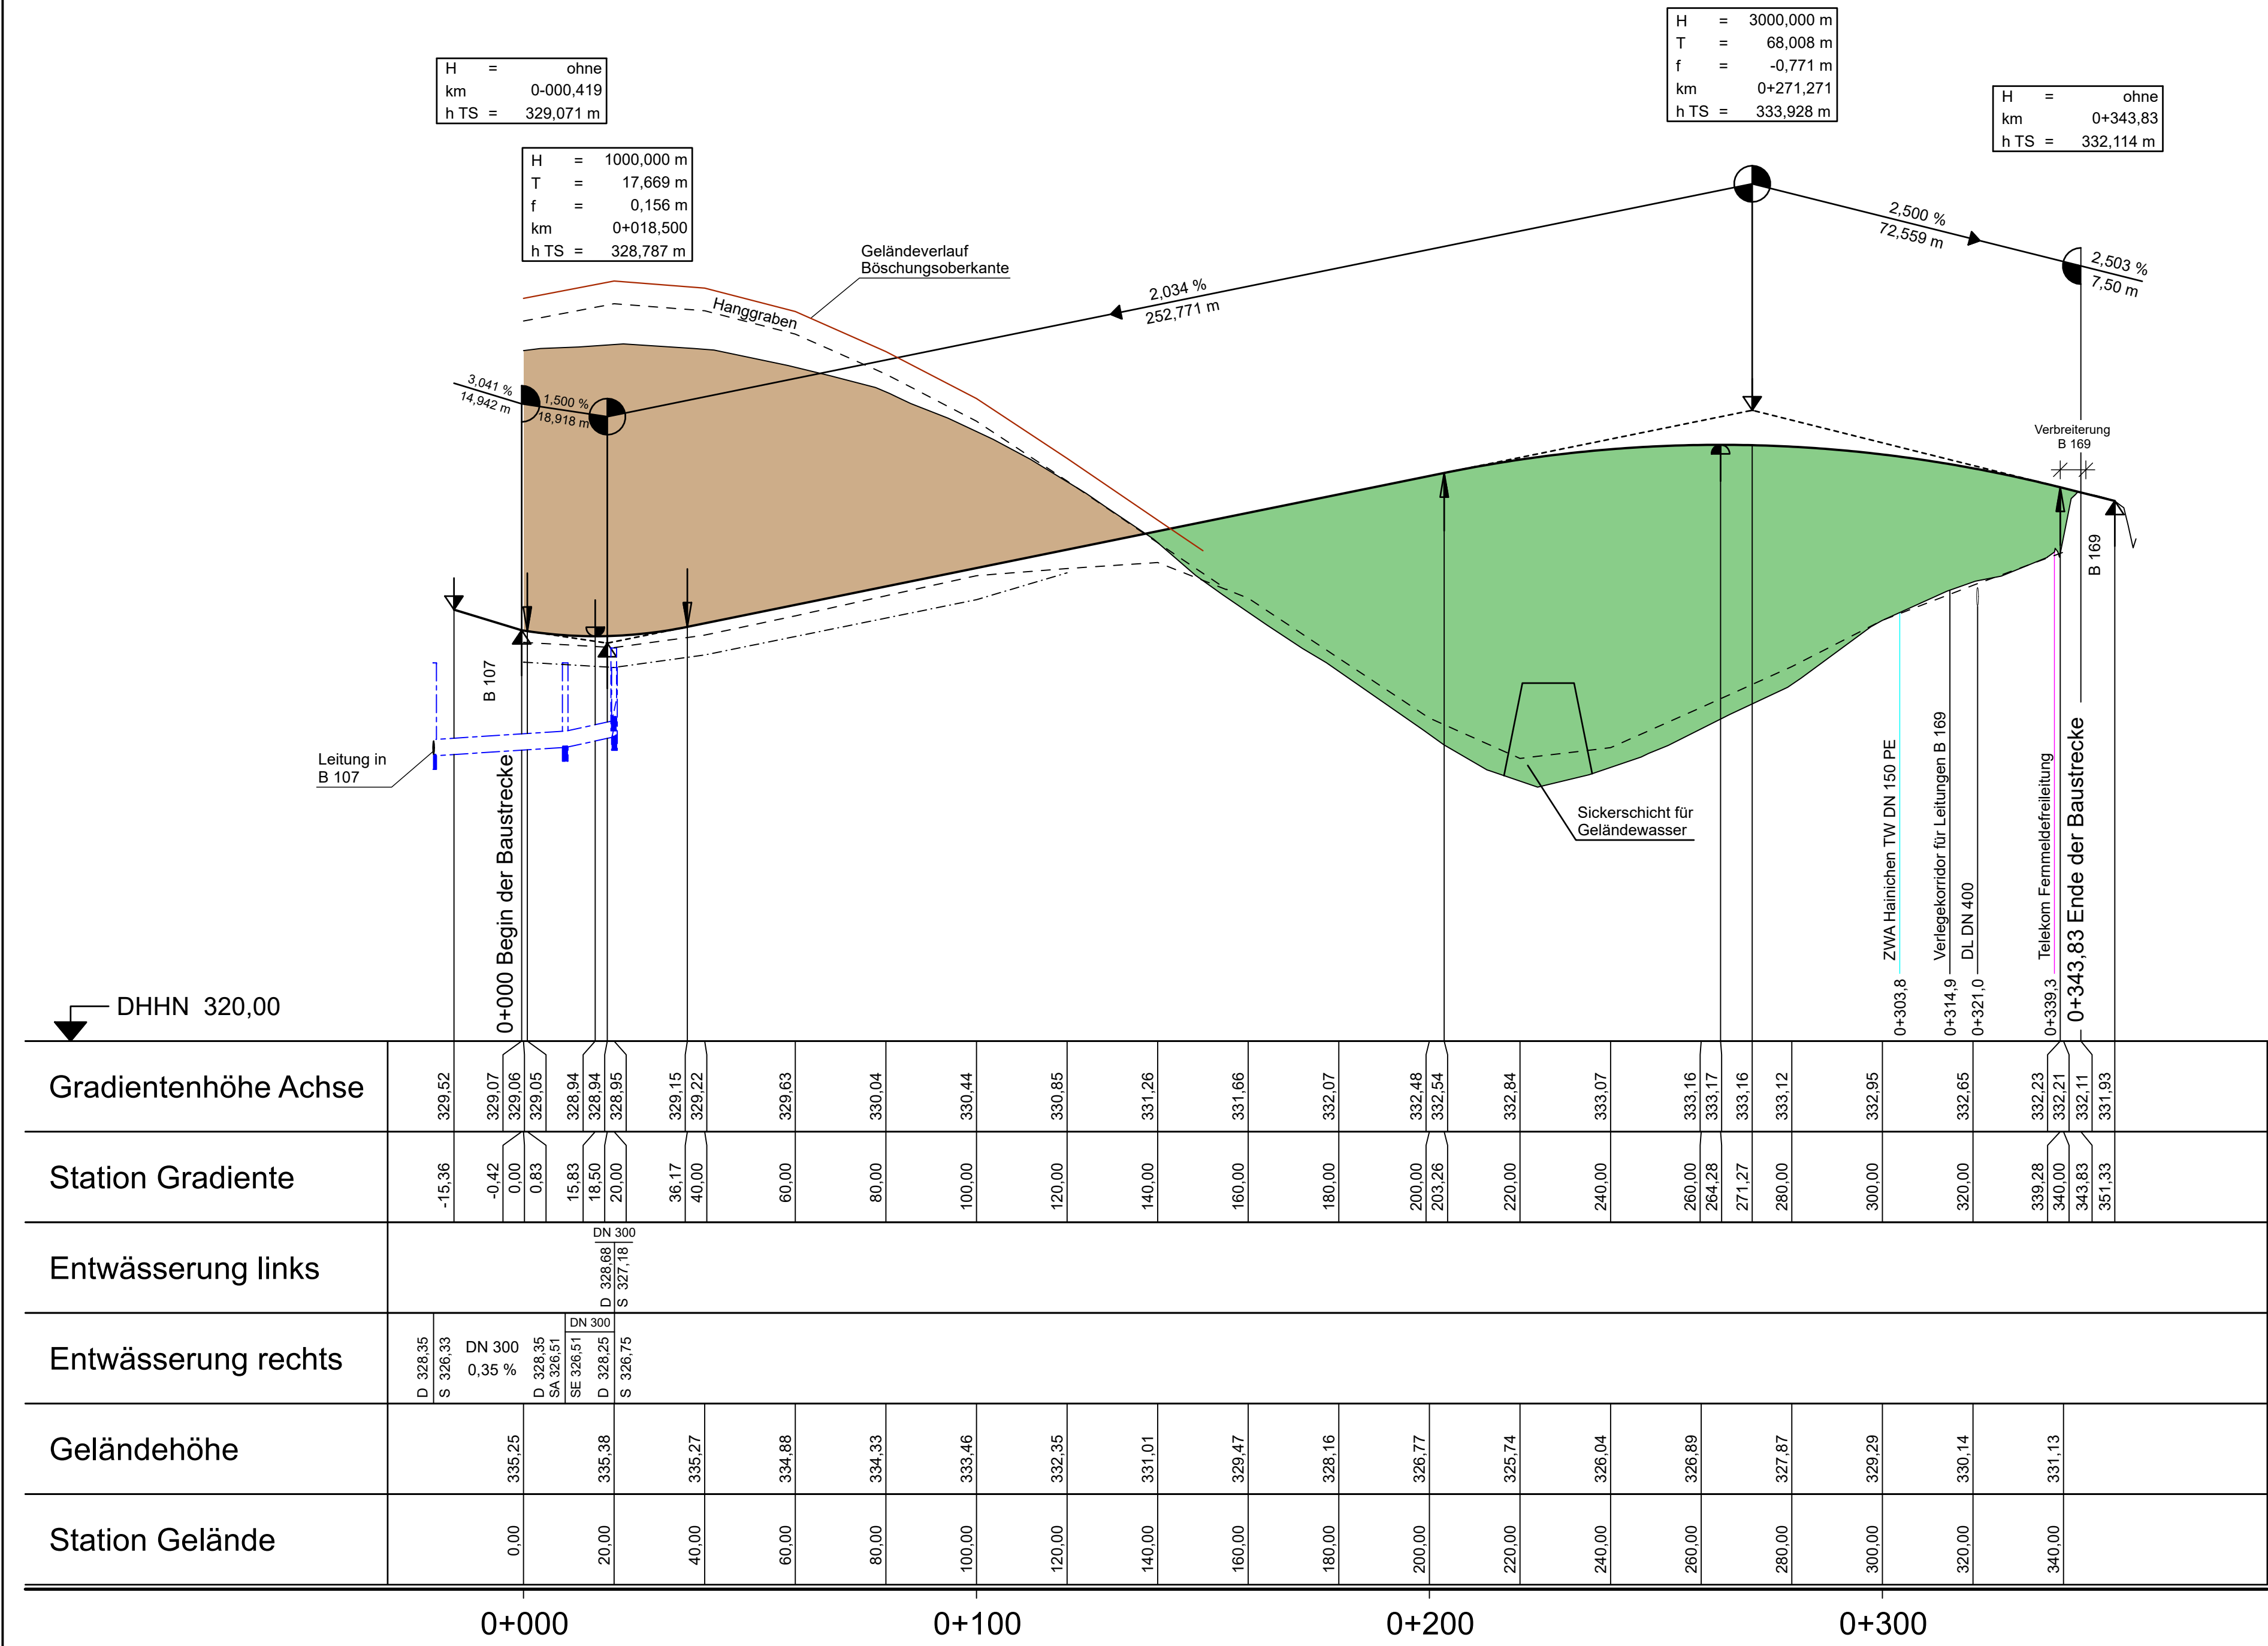 H = 3000,000 m
T = 68,008 m
f = -0,771 m
km 0+271,271
h TS = 333,928 m
H = ohne
km 0-000,419
h TS = 329,071 m
H = ohne
km 0+343,83
h TS = 332,114 m
H = 1000,000 m
T = 17,669 m
f = 0,156 m
km 0+018,500
h TS = 328,787 m
2,500 %
72,559 m
2,503 %
7,50 m
Geländeverlauf
Böschungsoberkante
2,034 %
252,771 m
Hanggraben
3,041 %
14,942 m
1,500 %
18,918 m
Verbreiterung
B 169
B 169
B 107
Leitung in
B 107
Sickerschicht für
Geländewasser
0+000 Begin der Baustrecke
ZWA Hainichen TW DN 150 PE
0+303,8
Verlegekorridor für Leitungen B 169
0+314,9
DL DN 400
0+321,0
Telekom Fernmeldefreileitung
0+339,3
0+343,83 Ende der Baustrecke
DHHN 320,00
Gradientenhöhe Achse
329,52
329,07
329,06
329,05
328,94
328,94
328,95
329,15
329,22
329,63
330,04
330,44
330,85
331,26
331,66
332,07
332,48
332,54
332,84
333,07
333,16
333,17
333,16
333,12
332,95
332,65
332,23
332,21
332,11
331,93
Station Gradiente
-15,36
-0,42
0,00
0,83
15,83
18,50
20,00
36,17
40,00
60,00
80,00
100,00
120,00
140,00
160,00
180,00
200,00
203,26
220,00
240,00
260,00
264,28
271,27
280,00
300,00
320,00
339,28
340,00
343,83
351,33
Entwässerung links
DN 300
D 328,68
S 327,18
Entwässerung rechts
D 328,35
S 326,33
DN 300
0,35 %
D 328,35
SA 326,51
DN 300
SE 326,51
D 328,25
S 326,75
Geländehöhe
335,25
335,38
335,27
334,88
334,33
333,46
332,35
331,01
329,47
328,16
326,77
325,74
326,04
326,89
327,87
329,29
330,14
331,13
Station Gelände
0,00
20,00
40,00
60,00
80,00
100,00
120,00
140,00
160,00
180,00
200,00
220,00
240,00
260,00
280,00
300,00
320,00
340,00
0+000
0+100
0+200
0+300